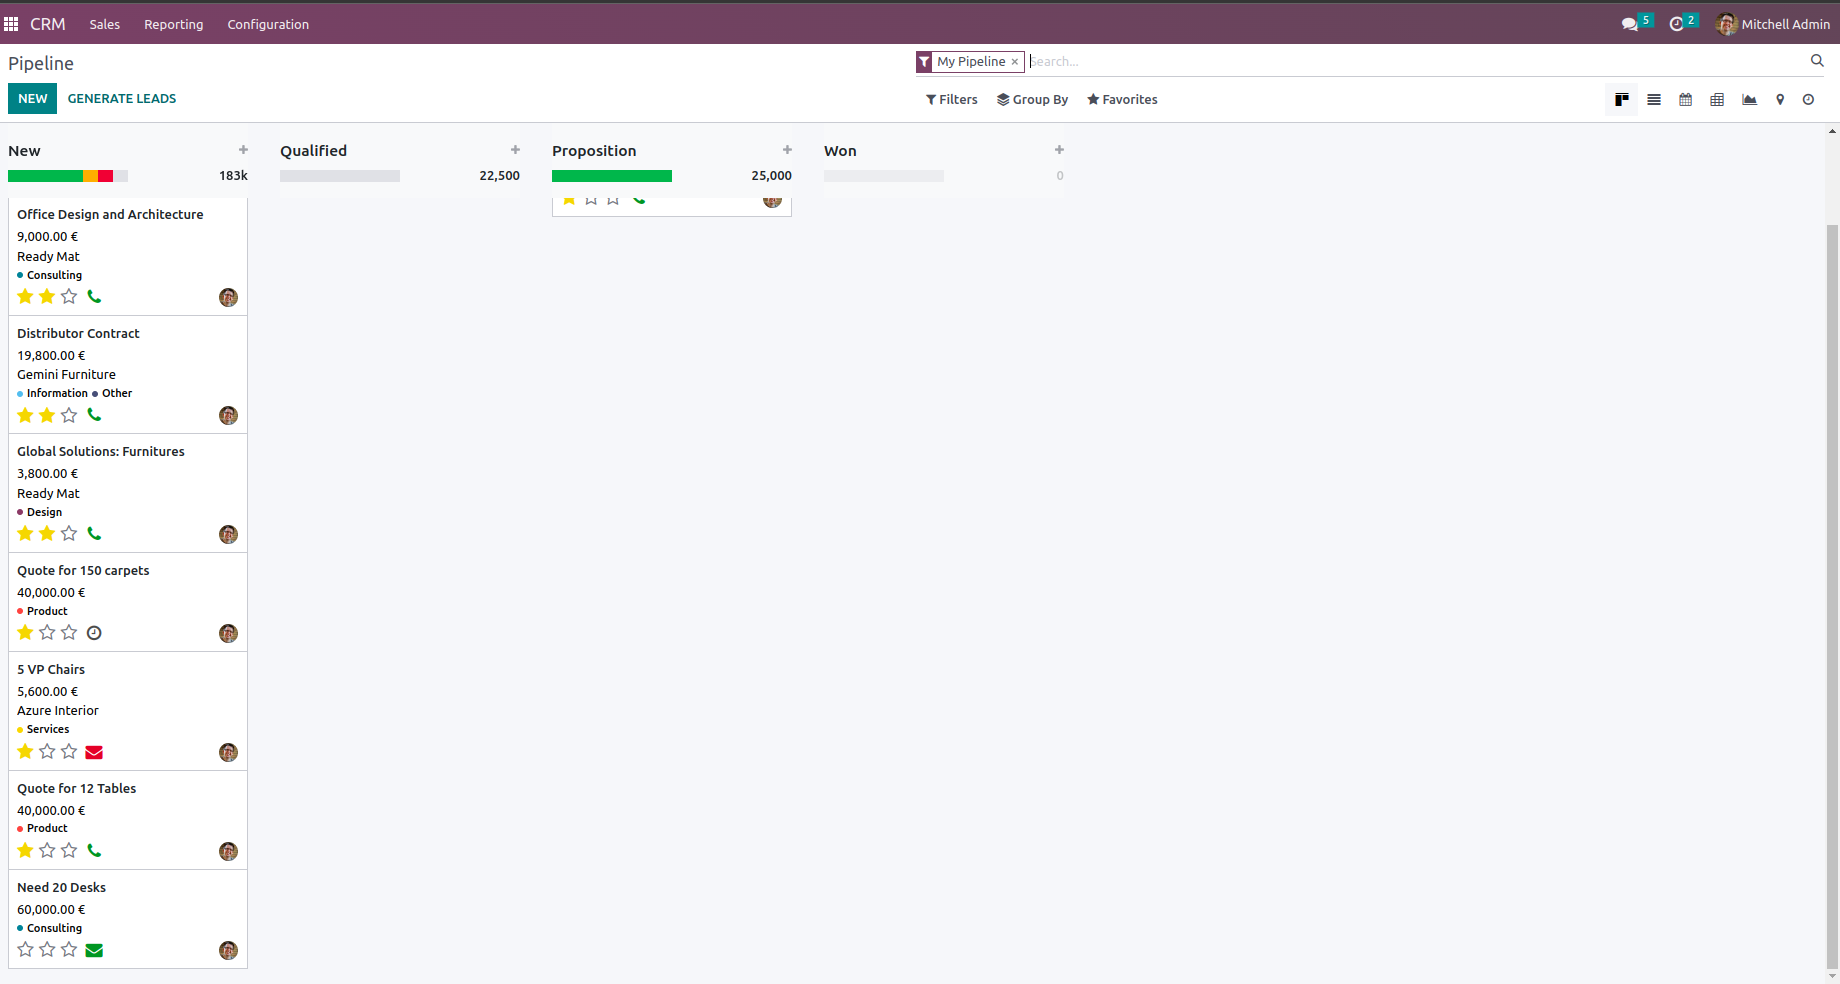 CRM Sales Reporting Configuration 5 2 Mitchell Admin
Pipeline
My Pipeline × Search...
NEW GENERATE LEADS
Filters Group By Favorites
New +
183k
Qualified +
22,500
Proposition +
25,000
Won +
0
Office Design and Architecture
9,000.00 €
Ready Mat
Consulting
Distributor Contract
19,800.00 €
Gemini Furniture
Information Other
Global Solutions: Furnitures
3,800.00 €
Ready Mat
Design
Quote for 150 carpets
40,000.00 €
Product
5 VP Chairs
5,600.00 €
Azure Interior
Services
Quote for 12 Tables
40,000.00 €
Product
Need 20 Desks
60,000.00 €
Consulting